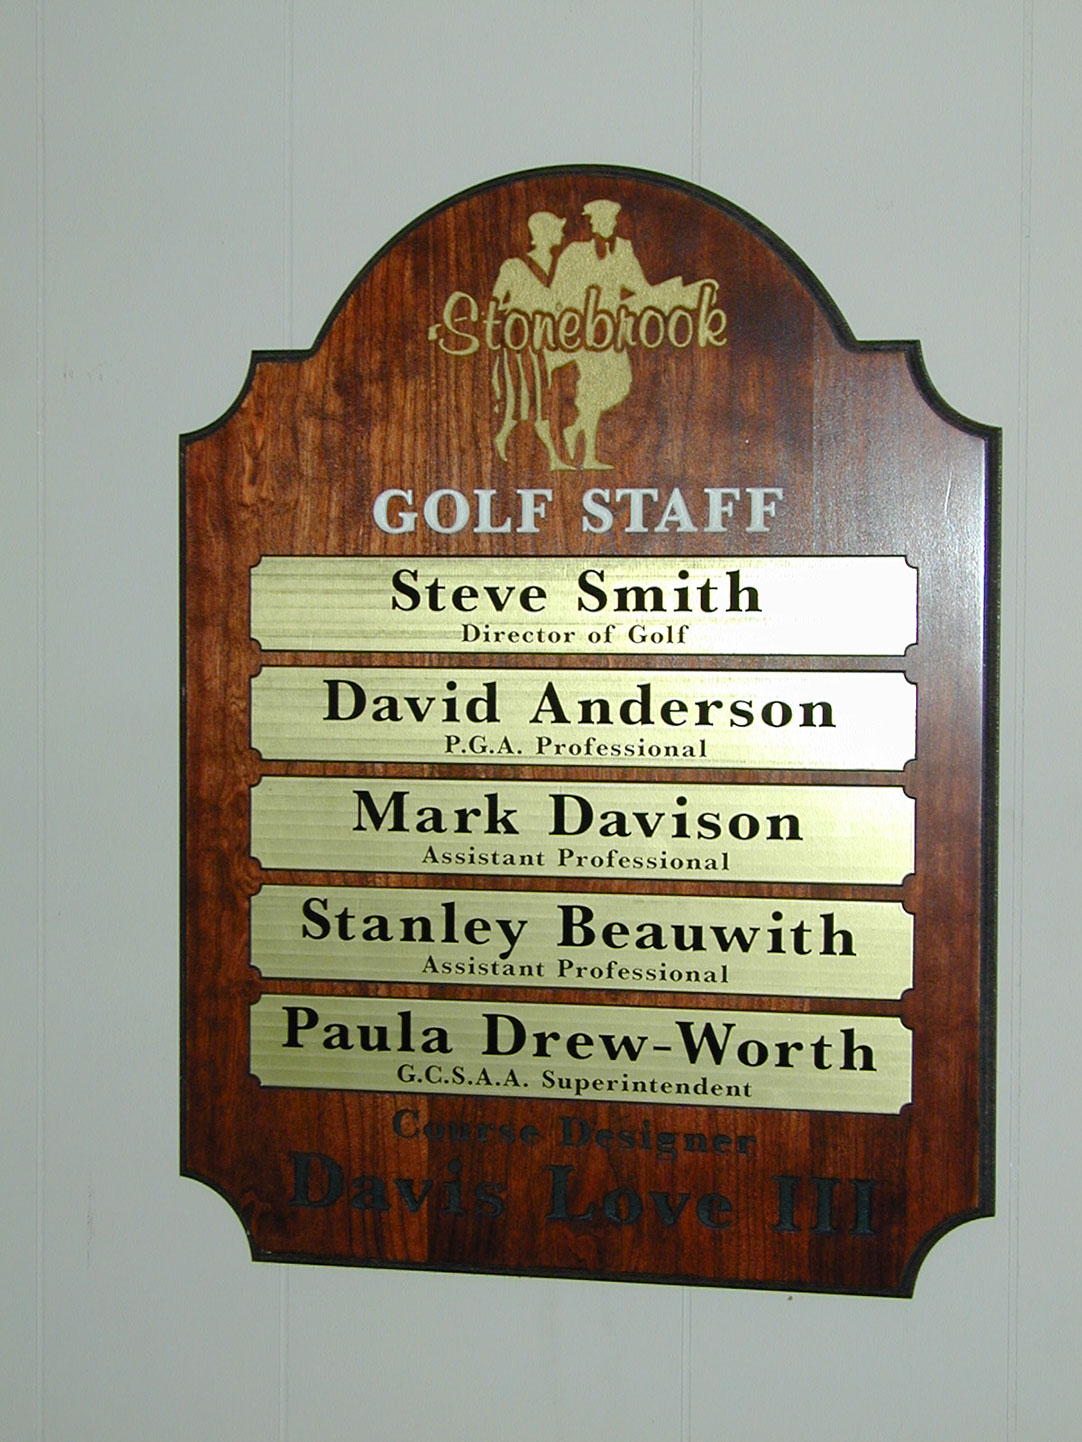 Stonebrook
GOLF STAFF
Steve Smith
Director of Golf
David Anderson
P.G.A. Professional
Mark Davison
Assistant Professional
Stanley Beauwith
Assistant Professional
Paula Drew-Worth
G.C.S.A.A. Superintendent
Course Designer
Davis Love III